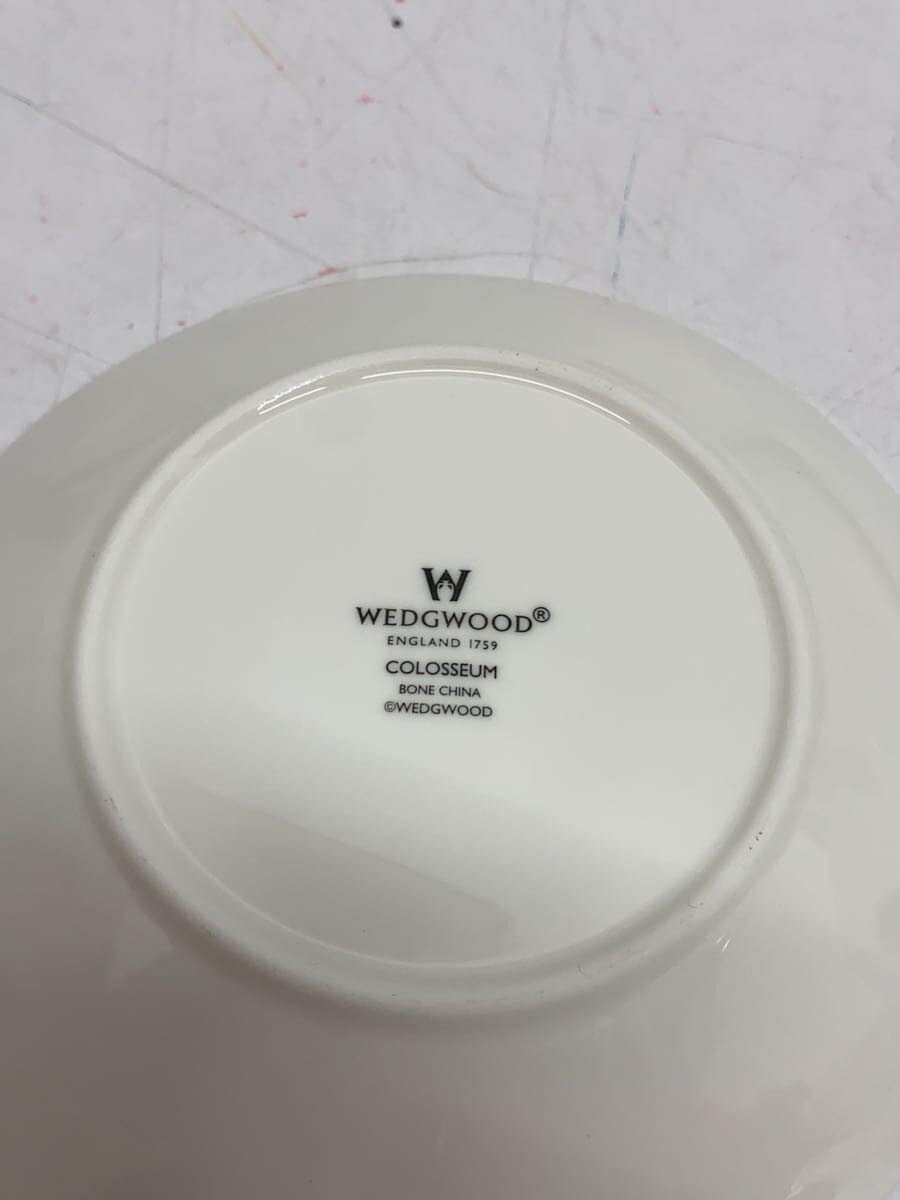 W
WEDGWOOD®
ENGLAND 1759
COLOSSEUM
BONE CHINA
©WEDGWOOD